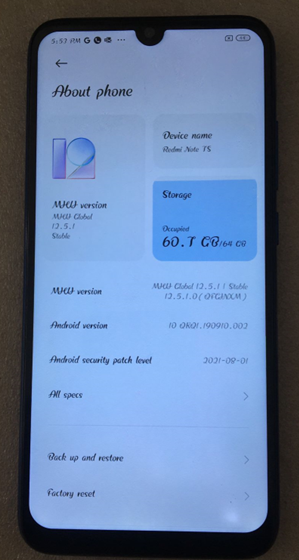 5:57 AM
About phone
12
Device name
Redmi Note 7S
MIUI version
MIUI Global
12.5.1
Stable
Storage
Occupied
60.7 GB/64 GB
MIUI version
MIUI Global 12.5.1 | Stable
12.5.1.0(QFGINXM)
Android version
10 QKQ1.190910.002
Android security patch level
2021-08-01
All specs
Back up and restore
Factory reset